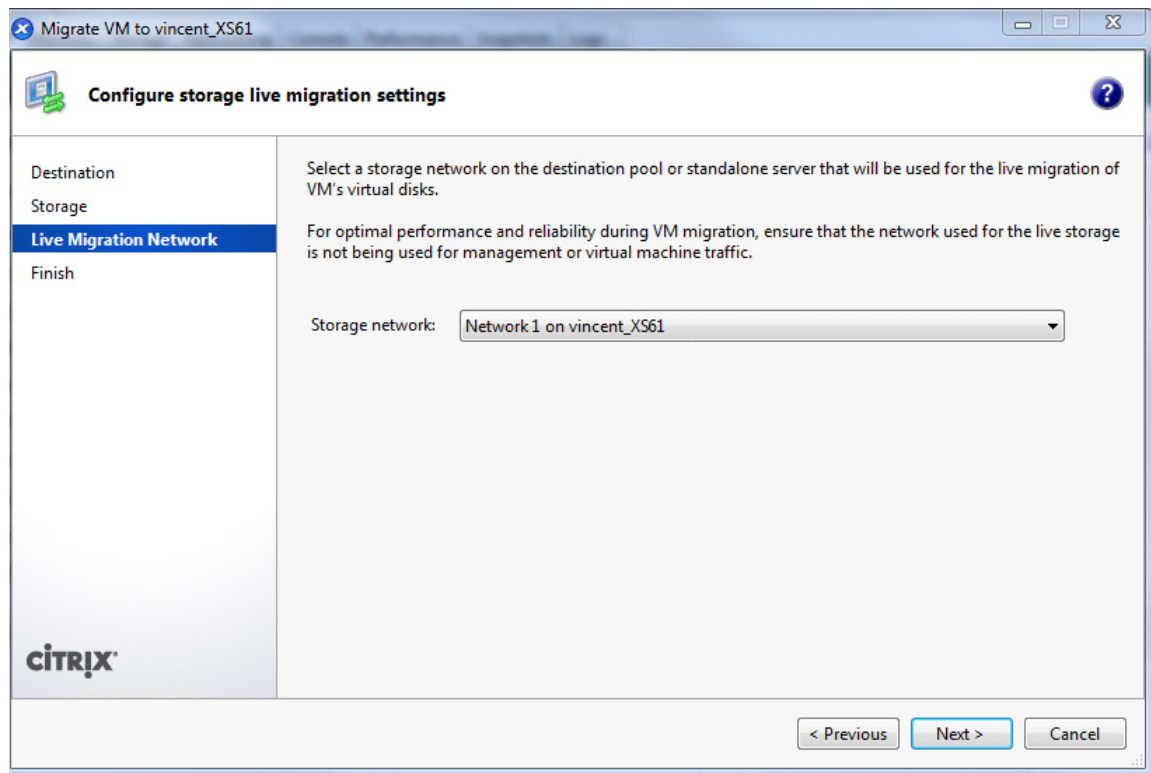 Migrate VM to vincent_XS61
Configure storage live migration settings
Destination
Storage
Live Migration Network
Finish
Select a storage network on the destination pool or standalone server that will be used for the live migration of
VM's virtual disks.
For optimal performance and reliability during VM migration, ensure that the network used for the live storage
is not being used for management or virtual machine traffic.
Storage network: Network 1 on vincent_XS61
CITRIX
< Previous Next > Cancel